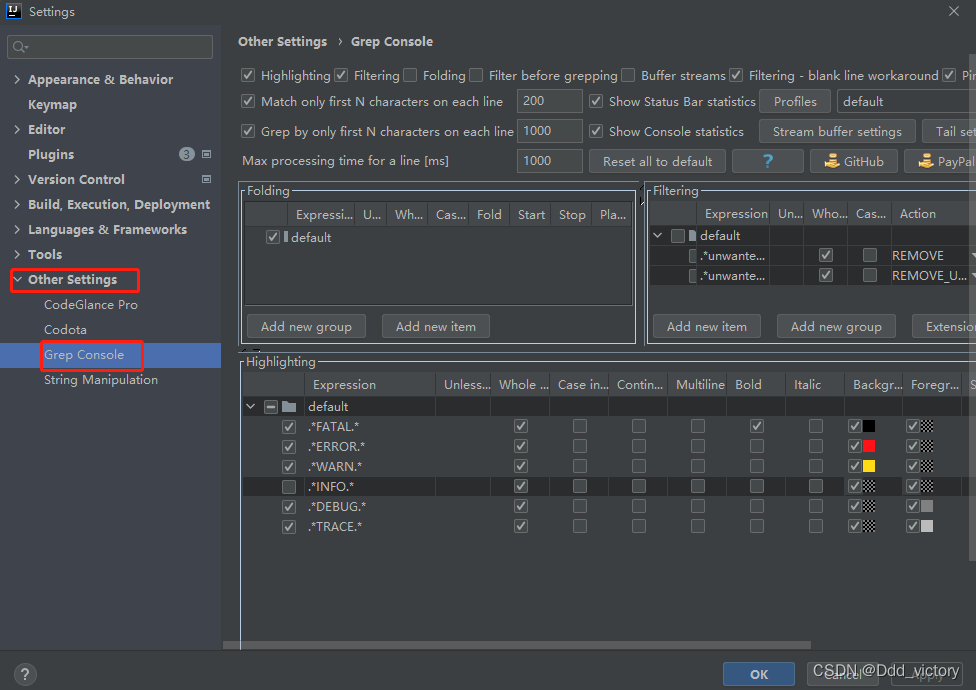 Settings
Other Settings › Grep Console
Appearance & Behavior
Keymap
Editor
Plugins 3
Version Control
Build, Execution, Deployment
Languages & Frameworks
Tools
Other Settings
CodeGlance Pro
Codota
Grep Console
String Manipulation
Highlighting Filtering Folding Filter before grepping Buffer streams Filtering - blank line workaround Pin
Match only first N characters on each line 200 Show Status Bar statistics Profiles default
Grep by only first N characters on each line 1000 Show Console statistics Stream buffer settings Tail set
Max processing time for a line [ms] 1000 Reset all to default ? GitHub PayPal
Folding
Expressi... U... Wh... Cas... Fold Start Stop Pla...
default
Add new group Add new item
Filtering
Expression Un... Who... Cas... Action
default
.*unwante... REMOVE
.*unwante... REMOVE_U...
Add new item Add new group Extension
Highlighting
Expression Unless... Whole ... Case in... Contin... Multiline Bold Italic Backgr... Foregr... S
default
.*FATAL.*
.*ERROR.*
.*WARN.*
.*INFO.*
.*DEBUG.*
.*TRACE.*
? OK Cancel Apply
CSDN @Ddd_victory